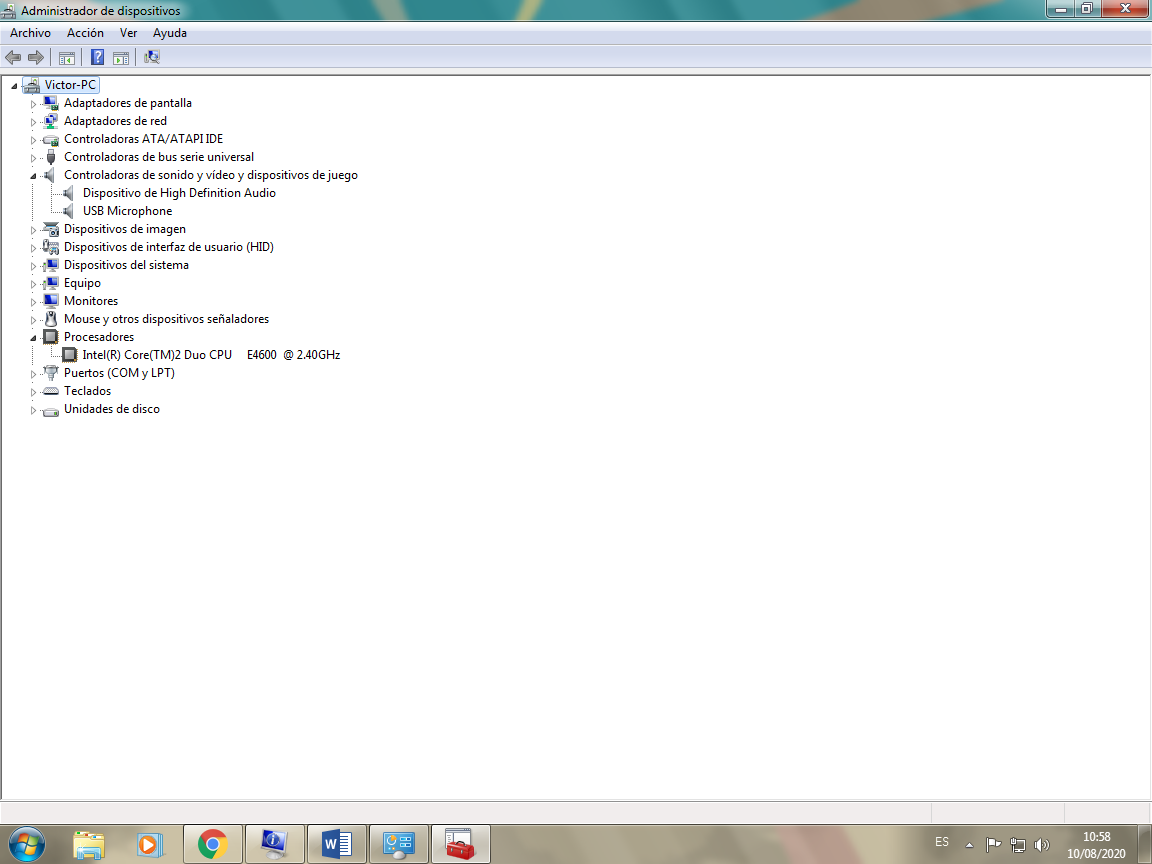 Administrador de dispositivos
Archivo Acción Ver Ayuda
Victor-PC
Adaptadores de pantalla
Adaptadores de red
Controladoras ATA/ATAPI IDE
Controladoras de bus serie universal
Controladoras de sonido y vídeo y dispositivos de juego
Dispositivo de High Definition Audio
USB Microphone
Dispositivos de imagen
Dispositivos de interfaz de usuario (HID)
Dispositivos del sistema
Equipo
Monitores
Mouse y otros dispositivos señaladores
Procesadores
Intel(R) Core(TM)2 Duo CPU E4600 @ 2.40GHz
Puertos (COM y LPT)
Teclados
Unidades de disco
ES
10:58
10/08/2020